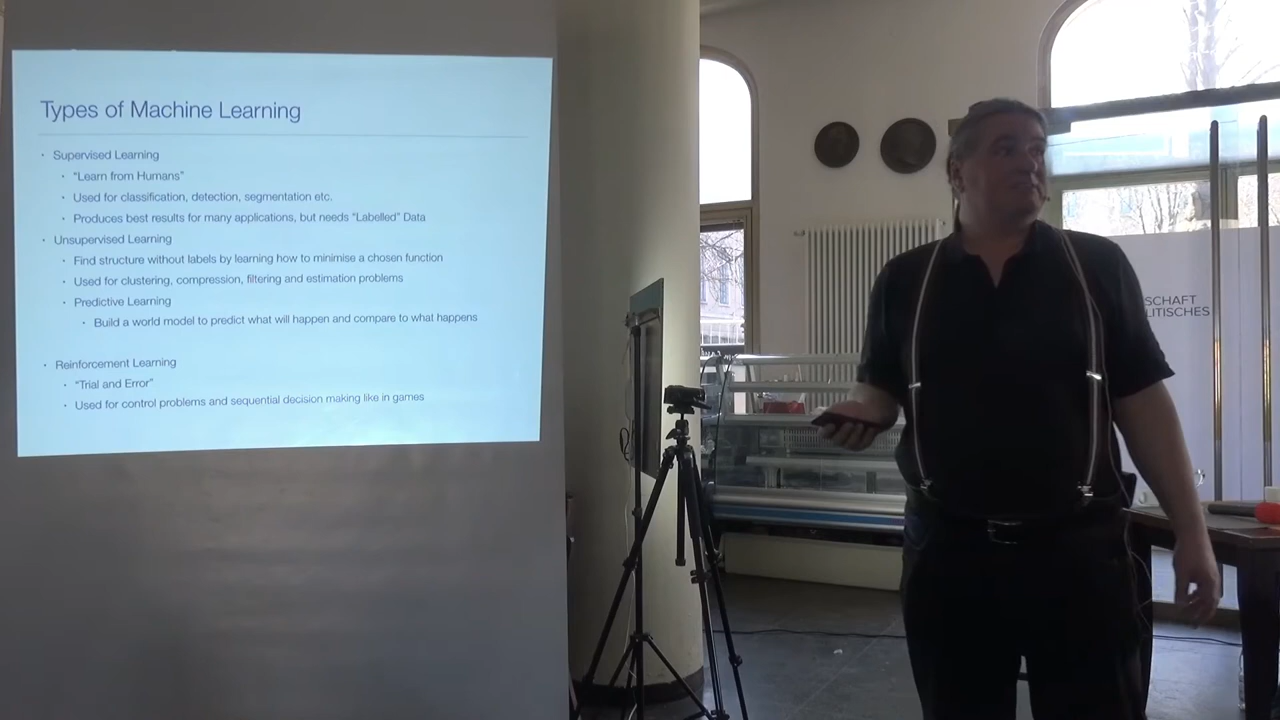 Types of Machine Learning
• Supervised Learning
• "Learn from Humans"
• Used for classification, detection, segmentation etc.
• Produces best results for many applications, but needs "Labelled" Data
• Unsupervised Learning
• Find structure without labels by learning how to minimise a chosen function
• Used for clustering, compression, filtering and estimation problems
• Predictive Learning
• Build a world model to predict what will happen and compare to what happens
• Reinforcement Learning
• "Trial and Error"
• Used for control problems and sequential decision making like in games
SCHAFT
LITISCHES